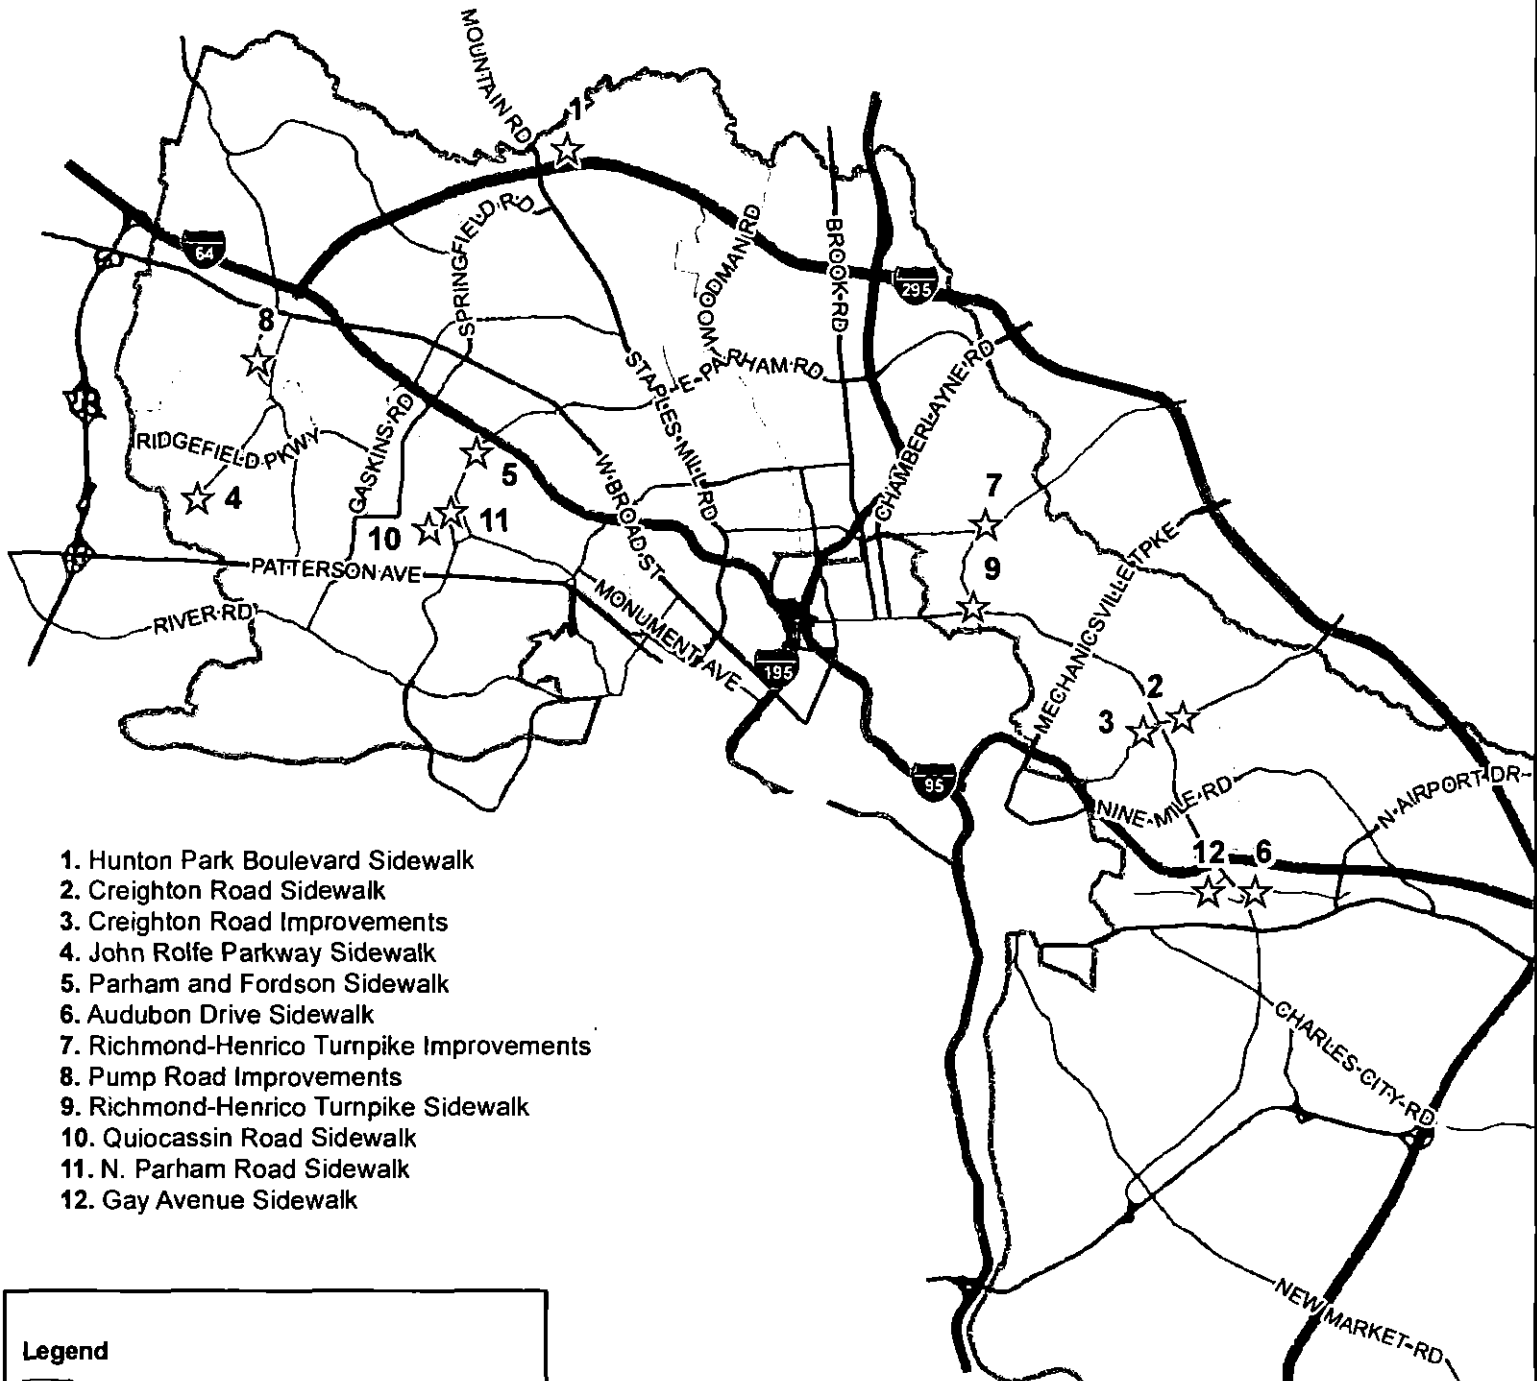 MOUNTAIN RD
1
SPRINGFIELD RD
64
WOODMAN RD
BROOK RD
295
8
STAPLES MILL RD
E PARHAM RD
CHAMBERLAYNE RD
RIDGEFIELD PKWY
GASKINS RD
4
5
W BROAD ST
7
10
11
9
MECHANICSVILLE TPKE
PATTERSON AVE
RIVER RD
MONUMENT AVE
195
2
3
95
NINE MILE RD
N AIRPORT DR
12
6
1. Hunton Park Boulevard Sidewalk
2. Creighton Road Sidewalk
3. Creighton Road Improvements
4. John Rolfe Parkway Sidewalk
5. Parham and Fordson Sidewalk
6. Audubon Drive Sidewalk
7. Richmond-Henrico Turnpike Improvements
8. Pump Road Improvements
9. Richmond-Henrico Turnpike Sidewalk
10. Quiocassin Road Sidewalk
11. N. Parham Road Sidewalk
12. Gay Avenue Sidewalk
CHARLES CITY RD
NEW MARKET RD
Legend